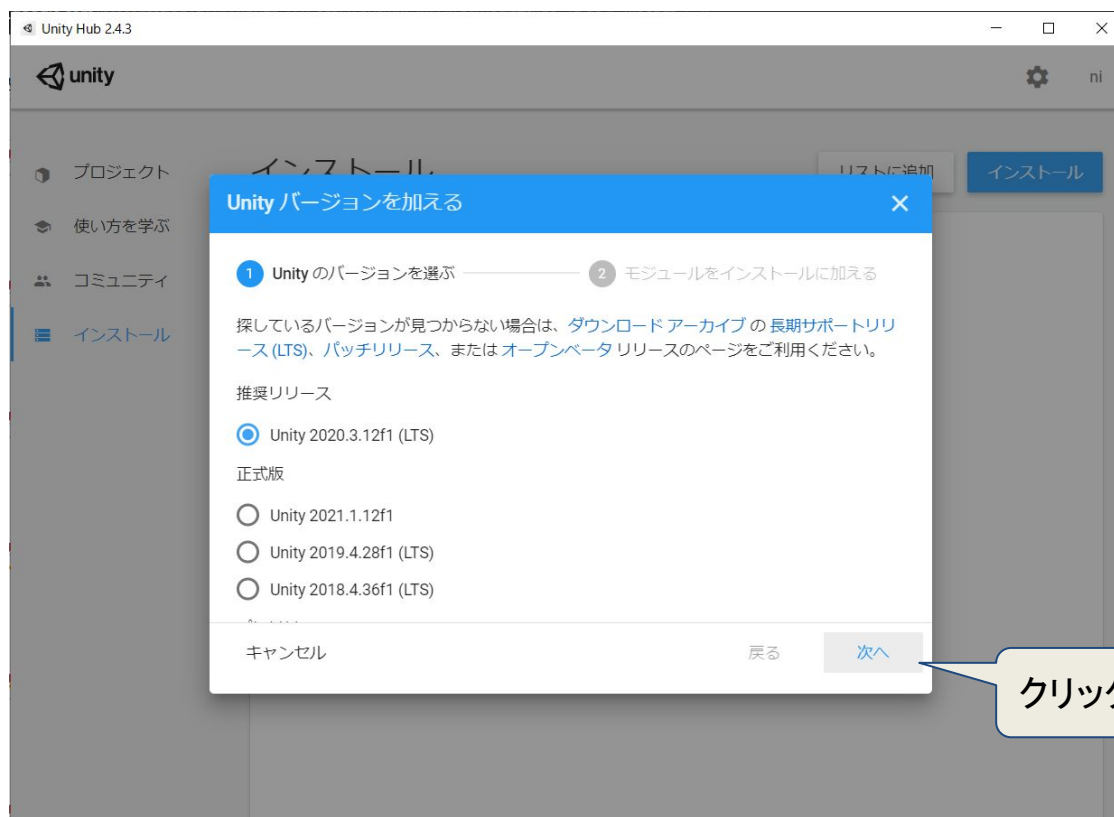 Unity Hub 2.4.3
unity
ni
プロジェクト
使い方を学ぶ
コミュニティ
インストール
インストール
リストに追加
インストール
Unity バージョンを加える
1 Unity のバージョンを選ぶ
2 モジュールをインストールに加える
探しているバージョンが見つからない場合は、ダウンロード アーカイブ の 長期サポートリリ
ース (LTS)、パッチリリース、または オープンベータ リリースのページをご利用ください。
推奨リリース
Unity 2020.3.12f1 (LTS)
正式版
Unity 2021.1.12f1
Unity 2019.4.28f1 (LTS)
Unity 2018.4.36f1 (LTS)
キャンセル
戻る
次へ
クリック